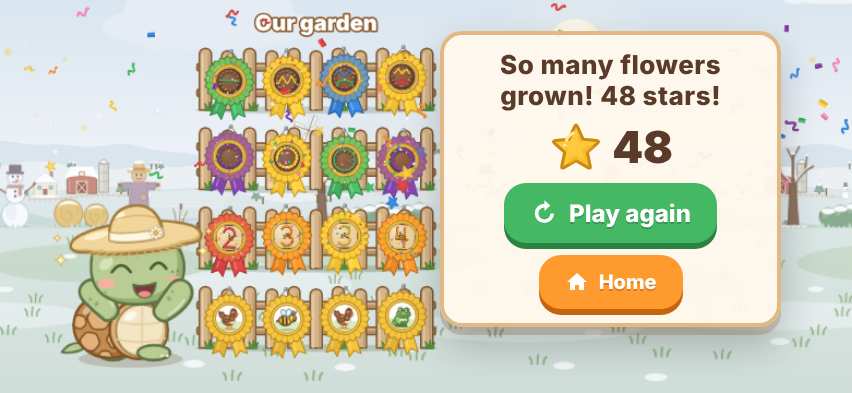 Our garden
So many flowers
grown! 48 stars!
48
Play again
Home
2
3
3
4